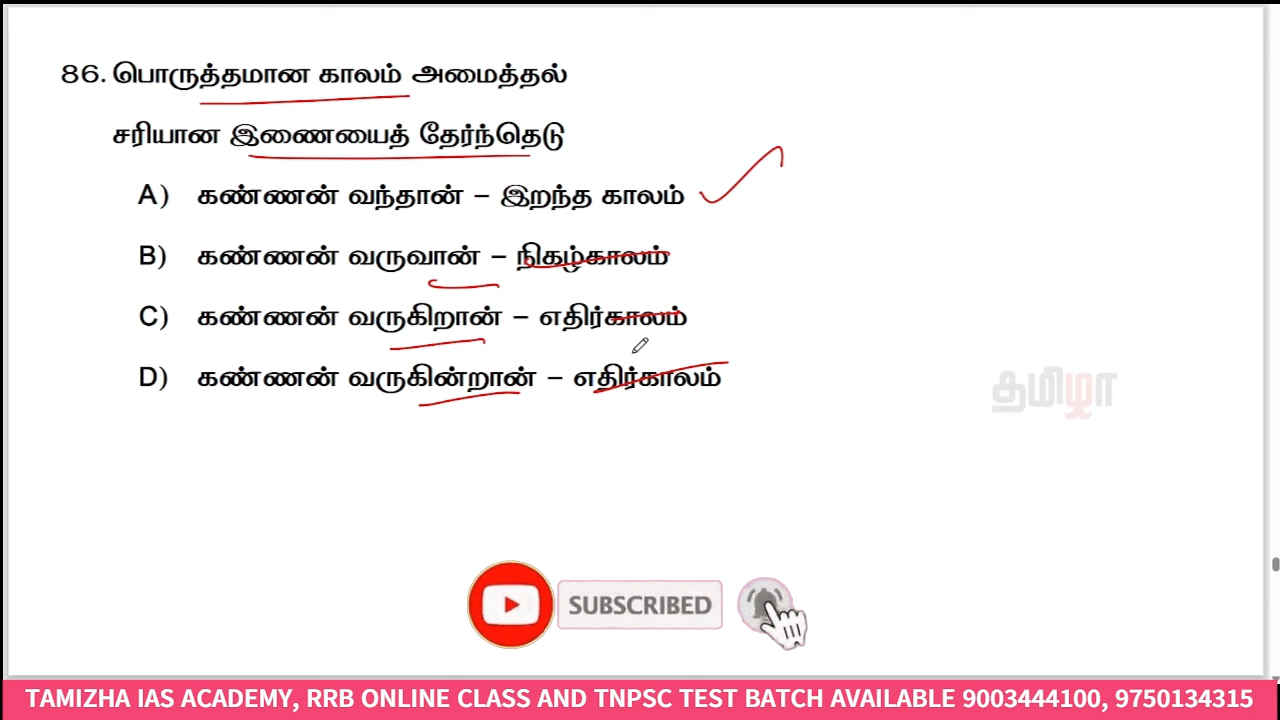 86. பொருத்தமான காலம் அமைத்தல்
சரியான இணையைத் தேர்ந்தெடு
A) கண்ணன் வந்தான் – இறந்த காலம்
B) கண்ணன் வருவான் – நிகழ்காலம்
C) கண்ணன் வருகிறான் – எதிர்காலம்
D) கண்ணன் வருகின்றான் – எதிர்காலம்
தமிழா
SUBSCRIBED
TAMIZHA IAS ACADEMY, RRB ONLINE CLASS AND TNPSC TEST BATCH AVAILABLE 9003444100, 9750134315